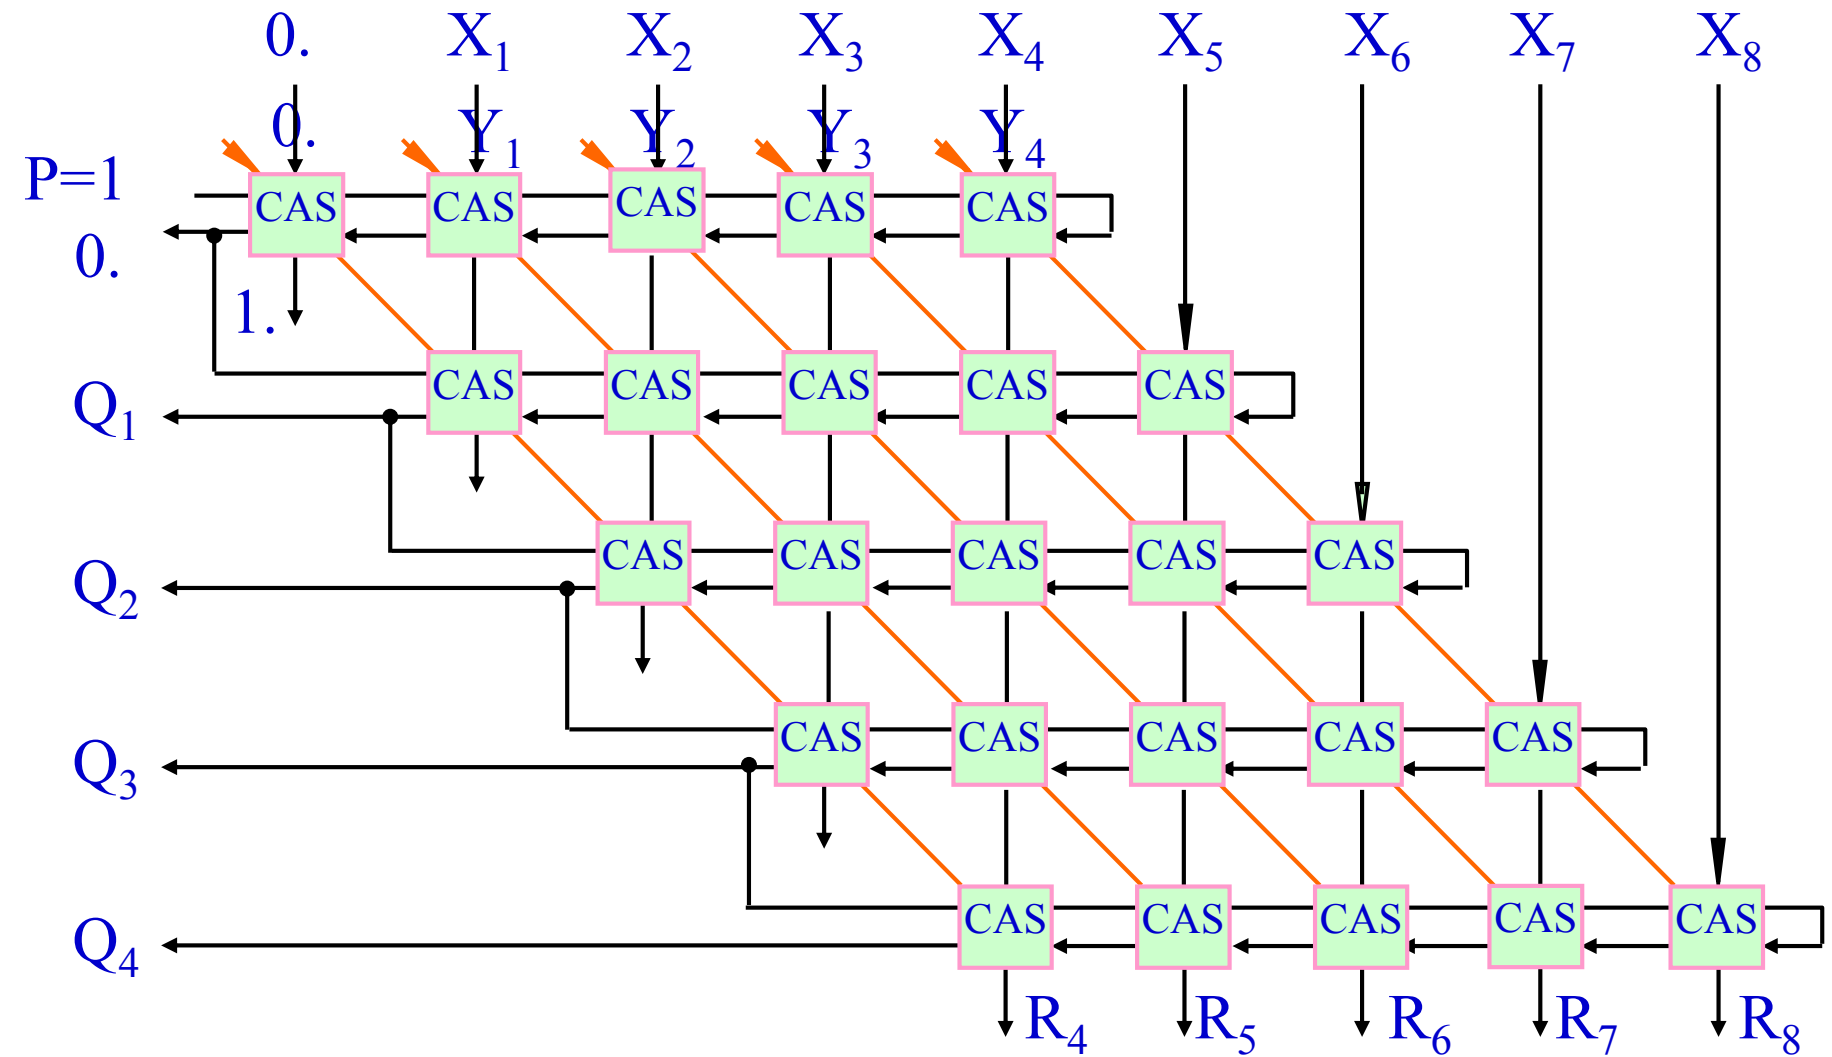 0. X₁ X₂ X₃ X₄ X₅ X₆ X₇ X₈
0. Y₁ Y₂ Y₃ Y₄
P=1
CAS CAS CAS CAS CAS
0.
1.
CAS CAS CAS CAS CAS
Q₁
CAS CAS CAS CAS CAS
Q₂
CAS CAS CAS CAS CAS
Q₃
CAS CAS CAS CAS CAS
Q₄
R₄ R₅ R₆ R₇ R₈